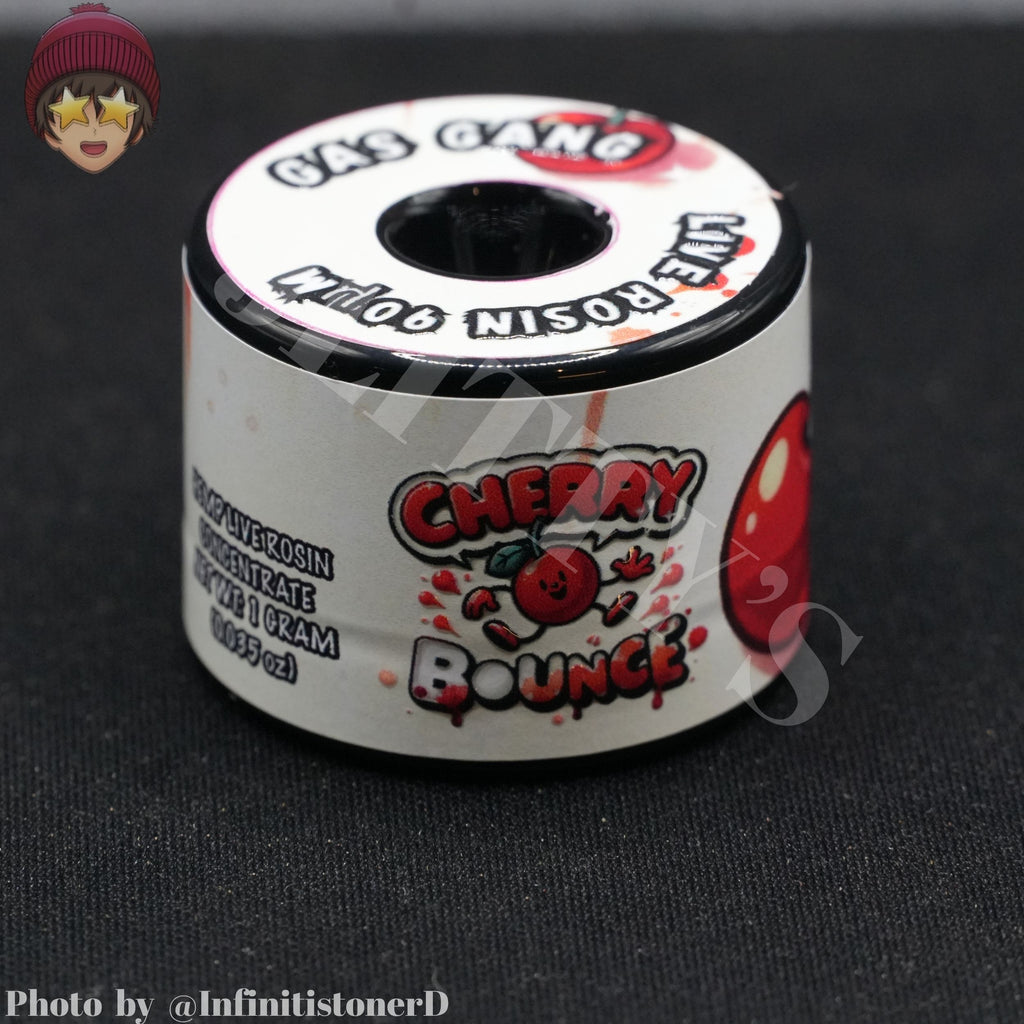 GAS GANG
LIVE ROSIN 90µM
HEMP LIVE ROSIN
CONCENTRATE
NET WT: 1 GRAM
(0.035 oz)
CHERRY
BOUNCE
JLITTY'S
Photo by @InfinitistonerD